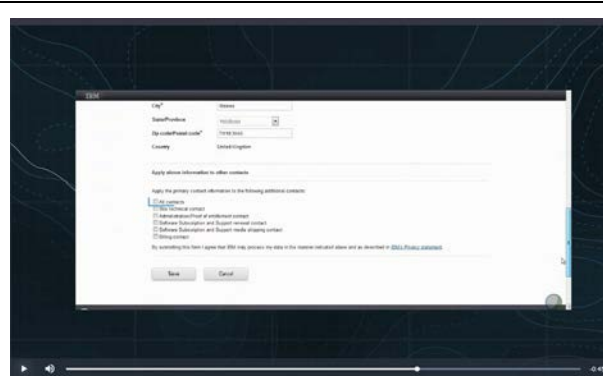 IBM
City*
State/Province
Zip code/Postal code*
Country United Kingdom
Apply above information to other contacts
Apply the primary contact information to the following additional contacts:
All contacts
Site technical contact
Administration/Proof of entitlement contact
Software Subscription and Support renewal contact
Software Subscription and Support media shipping contact
Billing contact
By submitting this form I agree that IBM may process my data in the manner indicated above and as described in IBM's Privacy statement.
Save Cancel